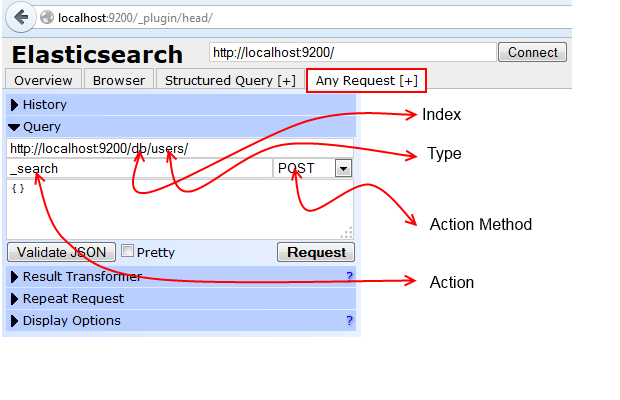 localhost:9200/_plugin/head/
Elasticsearch
http://localhost:9200/
Connect
Overview
Browser
Structured Query [+]
Any Request [+]
History
Query
http://localhost:9200/db/users/
_search
POST
{}
Validate JSON
Pretty
Request
Result Transformer
?
Repeat Request
Display Options
?
Index
Type
Action Method
Action